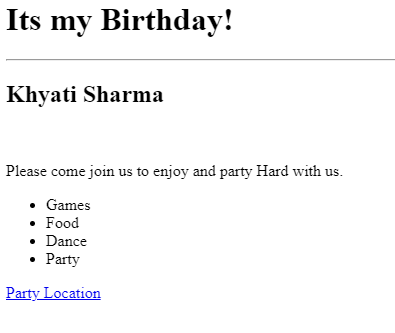 Its my Birthday!
Khyati Sharma
Please come join us to enjoy and party Hard with us.
Games
Food
Dance
Party
Party Location